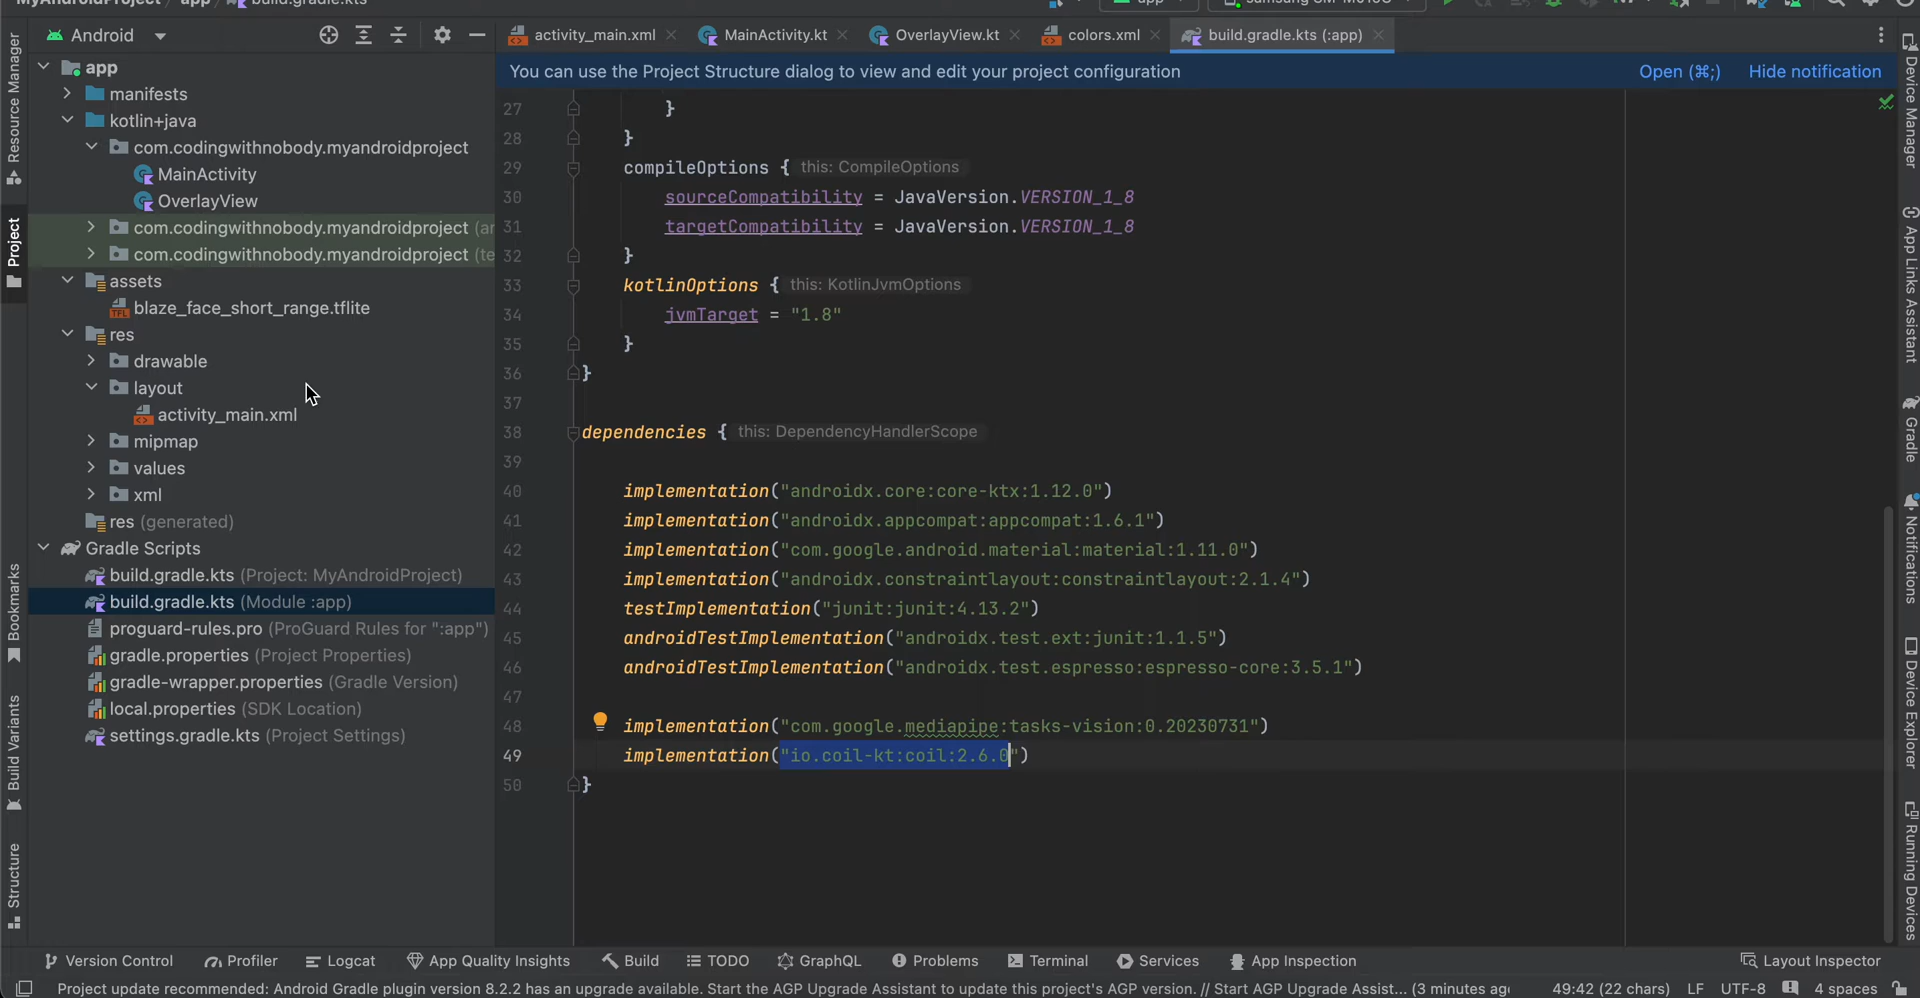 MyAndroidProject app build.gradle.kts app samsung SM-M015G
Android
activity_main.xml MainActivity.kt OverlayView.kt colors.xml build.gradle.kts (:app)
You can use the Project Structure dialog to view and edit your project configuration Open (⌘;) Hide notification
Resource Manager
Project
Bookmarks
Build Variants
Structure
app
manifests
kotlin+java
com.codingwithnobody.myandroidproject
MainActivity
OverlayView
com.codingwithnobody.myandroidproject (ar
com.codingwithnobody.myandroidproject (te
assets
blaze_face_short_range.tflite
res
drawable
layout
activity_main.xml
mipmap
values
xml
res (generated)
Gradle Scripts
build.gradle.kts (Project: MyAndroidProject)
build.gradle.kts (Module :app)
proguard-rules.pro (ProGuard Rules for ":app")
gradle.properties (Project Properties)
gradle-wrapper.properties (Gradle Version)
local.properties (SDK Location)
settings.gradle.kts (Project Settings)
27 }
28 }
29 compileOptions { this: CompileOptions
30 sourceCompatibility = JavaVersion.VERSION_1_8
31 targetCompatibility = JavaVersion.VERSION_1_8
32 }
33 kotlinOptions { this: KotlinJvmOptions
34 jvmTarget = "1.8"
35 }
36 }
37
38 dependencies { this: DependencyHandlerScope
39
40 implementation("androidx.core:core-ktx:1.12.0")
41 implementation("androidx.appcompat:appcompat:1.6.1")
42 implementation("com.google.android.material:material:1.11.0")
43 implementation("androidx.constraintlayout:constraintlayout:2.1.4")
44 testImplementation("junit:junit:4.13.2")
45 androidTestImplementation("androidx.test.ext:junit:1.1.5")
46 androidTestImplementation("androidx.test.espresso:espresso-core:3.5.1")
47
48 implementation("com.google.mediapipe:tasks-vision:0.20230731")
49 implementation("io.coil-kt:coil:2.6.0")
50 }
Device Manager
App Links Assistant
Gradle
Notifications
Device Explorer
Running Devices
Version Control Profiler Logcat App Quality Insights Build TODO GraphQL Problems Terminal Services App Inspection Layout Inspector
Project update recommended: Android Gradle plugin version 8.2.2 has an upgrade available. Start the AGP Upgrade Assistant to update this project's AGP version. // Start AGP Upgrade Assist... (3 minutes ago 49:42 (22 chars) LF UTF-8 4 spaces